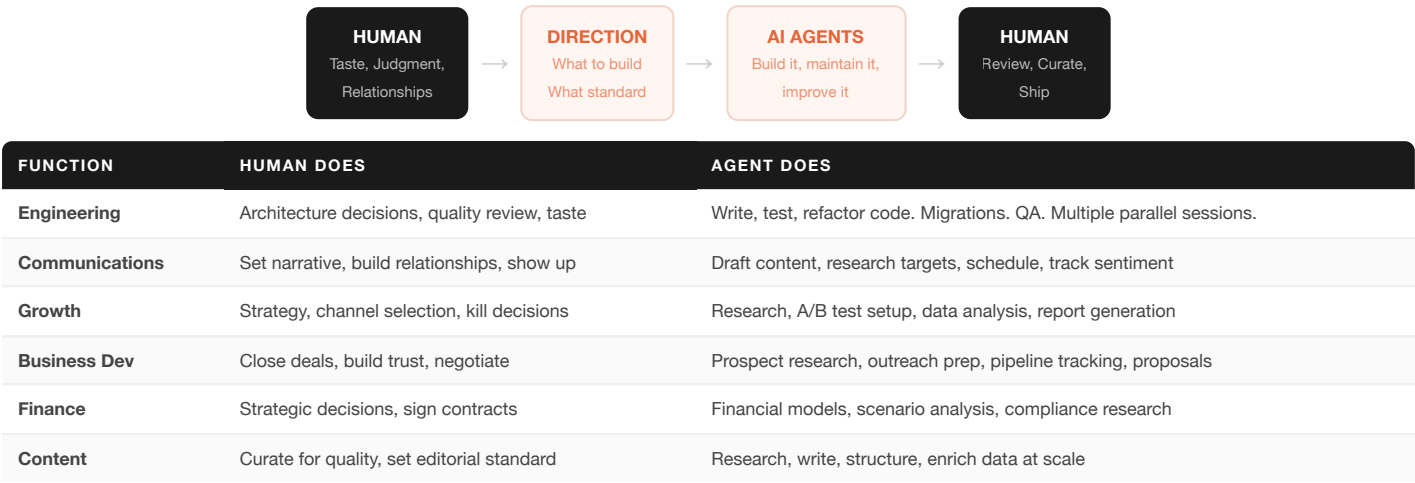 HUMAN
Taste, Judgment,
Relationships
→
DIRECTION
What to build
What standard
→
AI AGENTS
Build it, maintain it,
improve it
→
HUMAN
Review, Curate,
Ship
FUNCTION HUMAN DOES AGENT DOES
Engineering Architecture decisions, quality review, taste Write, test, refactor code. Migrations. QA. Multiple parallel sessions.
Communications Set narrative, build relationships, show up Draft content, research targets, schedule, track sentiment
Growth Strategy, channel selection, kill decisions Research, A/B test setup, data analysis, report generation
Business Dev Close deals, build trust, negotiate Prospect research, outreach prep, pipeline tracking, proposals
Finance Strategic decisions, sign contracts Financial models, scenario analysis, compliance research
Content Curate for quality, set editorial standard Research, write, structure, enrich data at scale